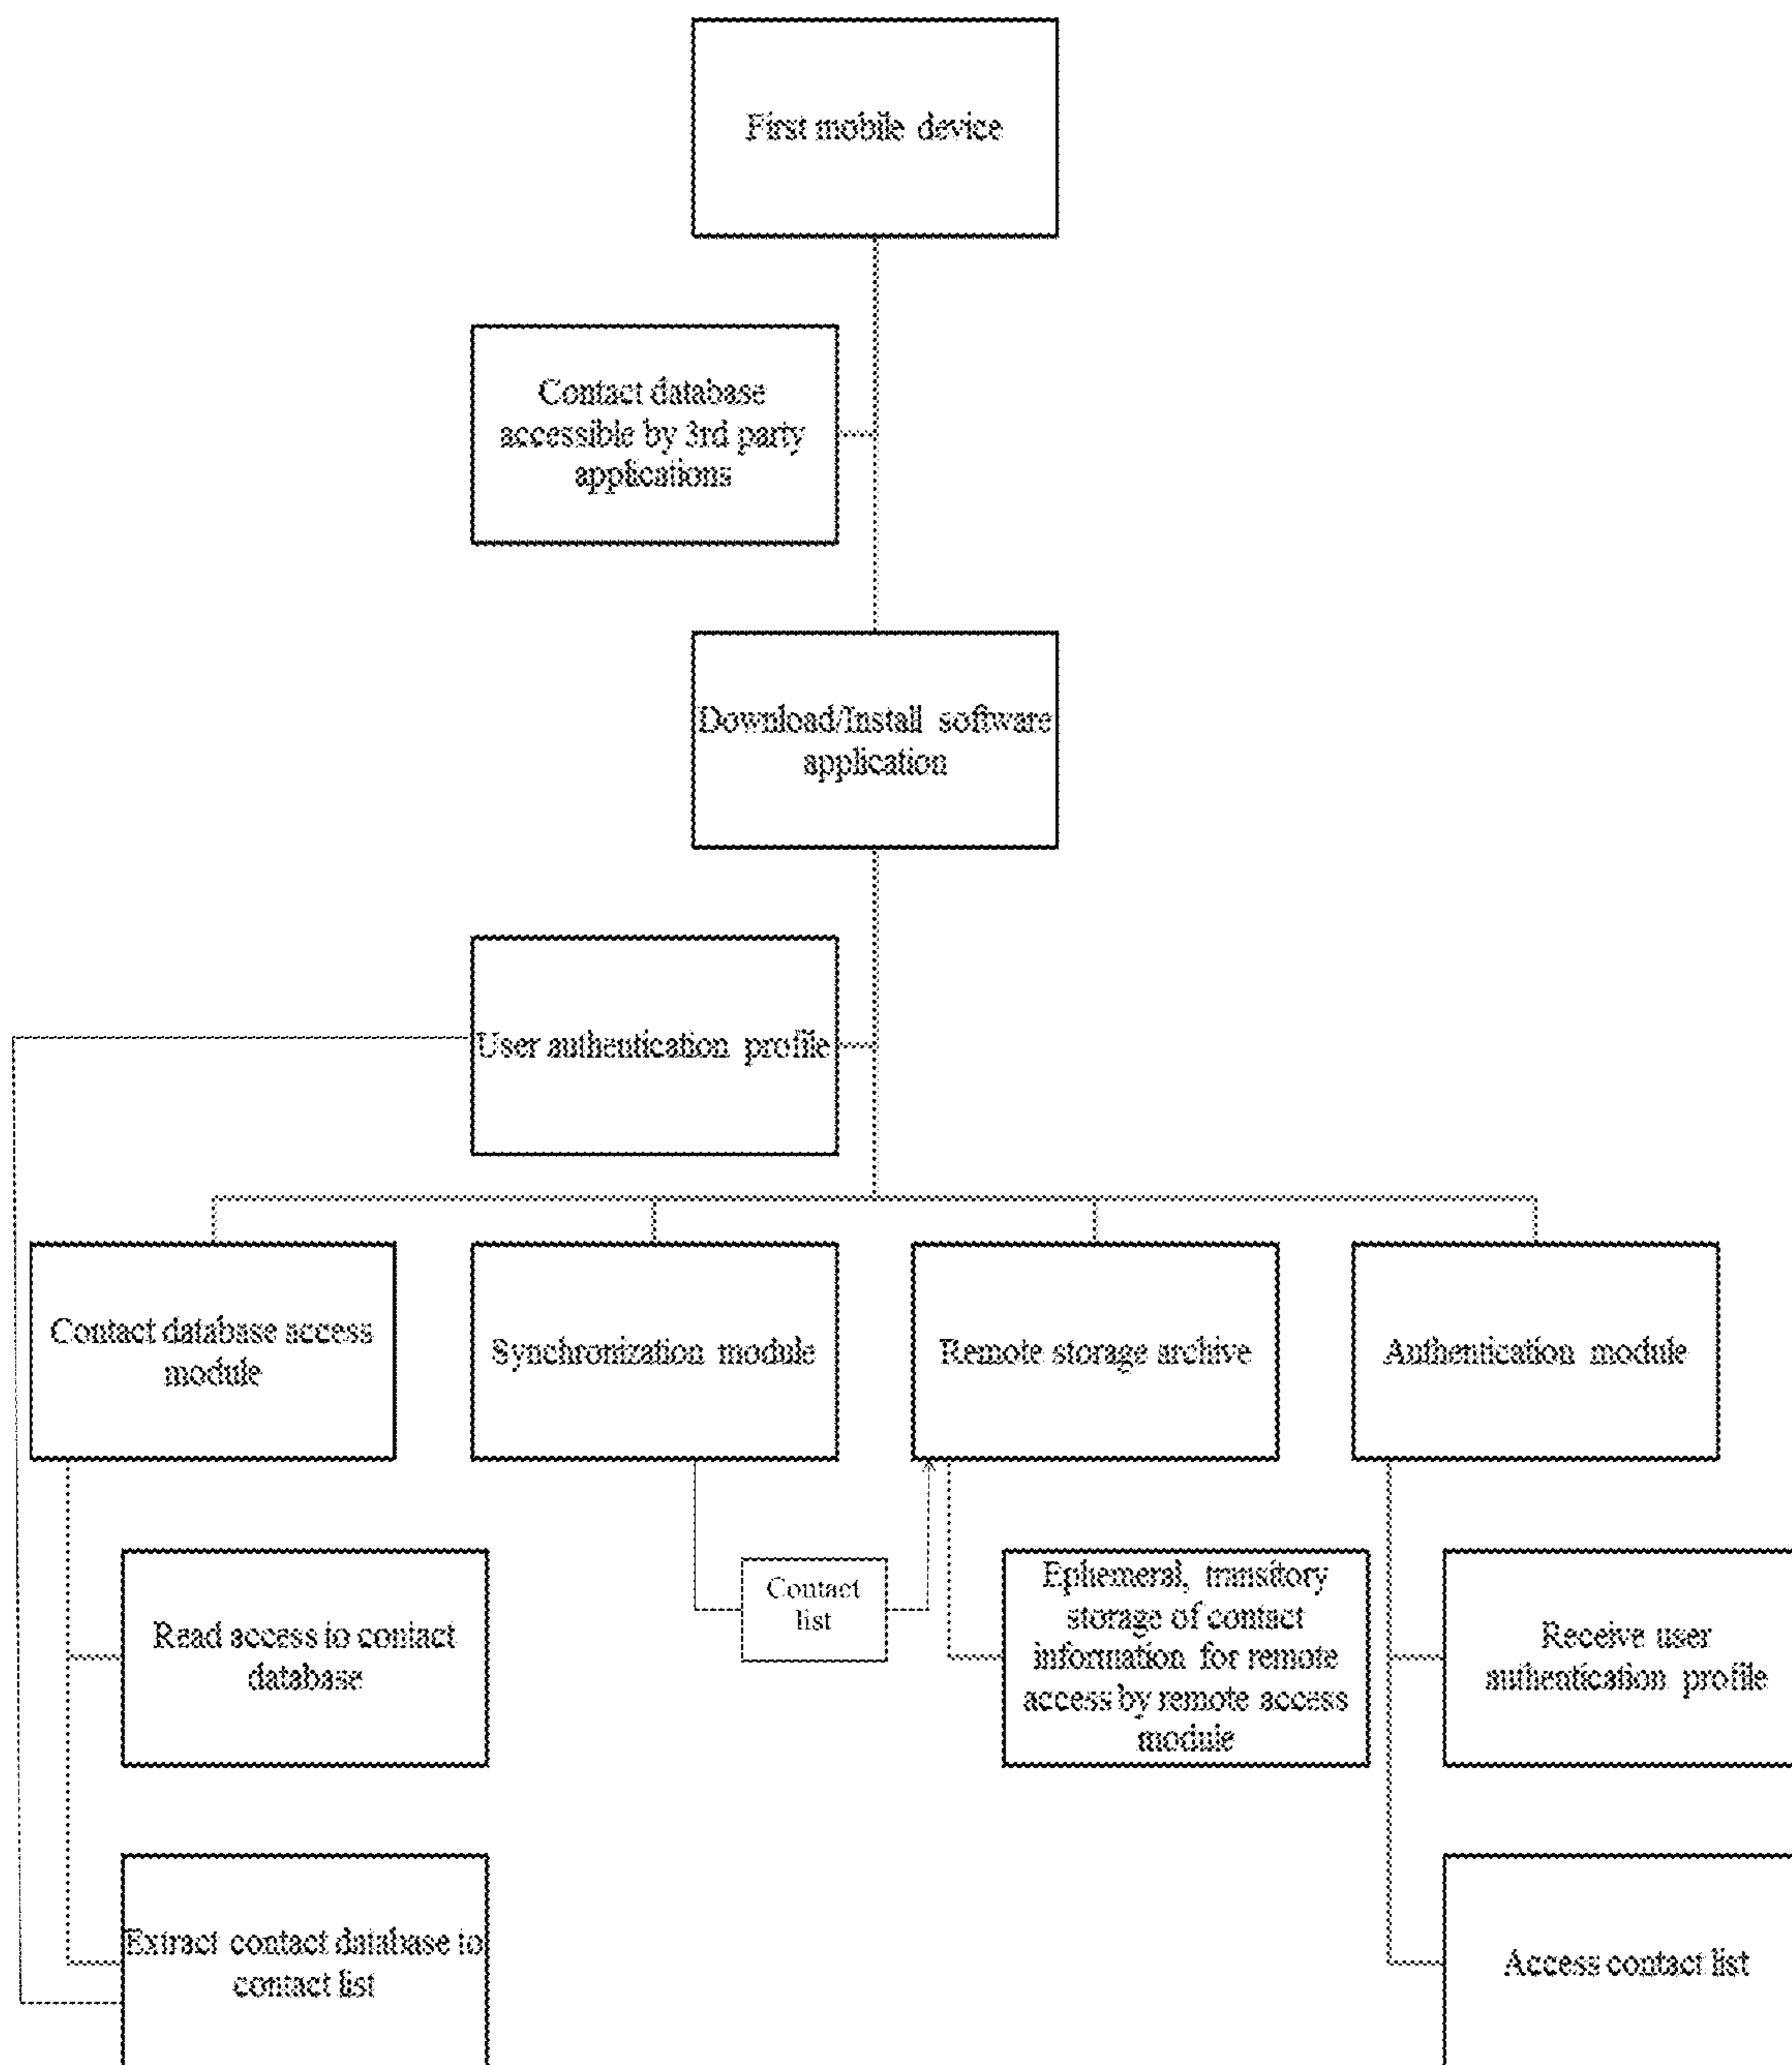 First mobile device
Contact database
accessible by 3rd party
applications
Download/Install software
application
User authentication profile
Contact database access
module
Synchronization module
Remote storage archive
Authentication module
Read access to contact
database
Contact
list
Ephemeral, transitory
storage of contact
information for remote
access by remote access
module
Receive user
authentication profile
Extract contact database to
contact list
Access contact list